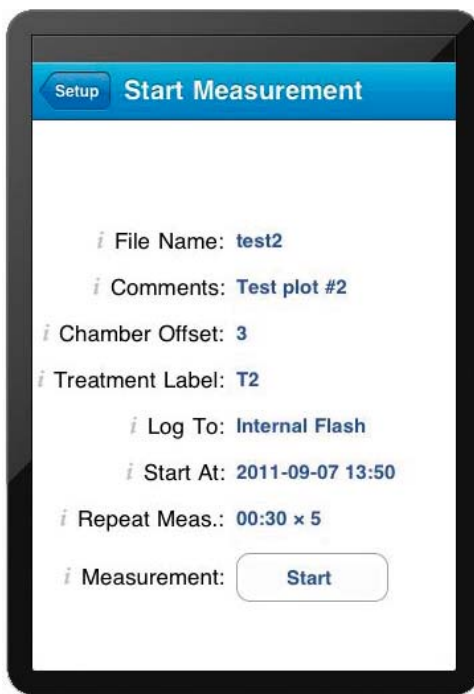 Setup Start Measurement
i File Name: test2
i Comments: Test plot #2
i Chamber Offset: 3
i Treatment Label: T2
i Log To: Internal Flash
i Start At: 2011-09-07 13:50
i Repeat Meas.: 00:30 × 5
i Measurement: Start